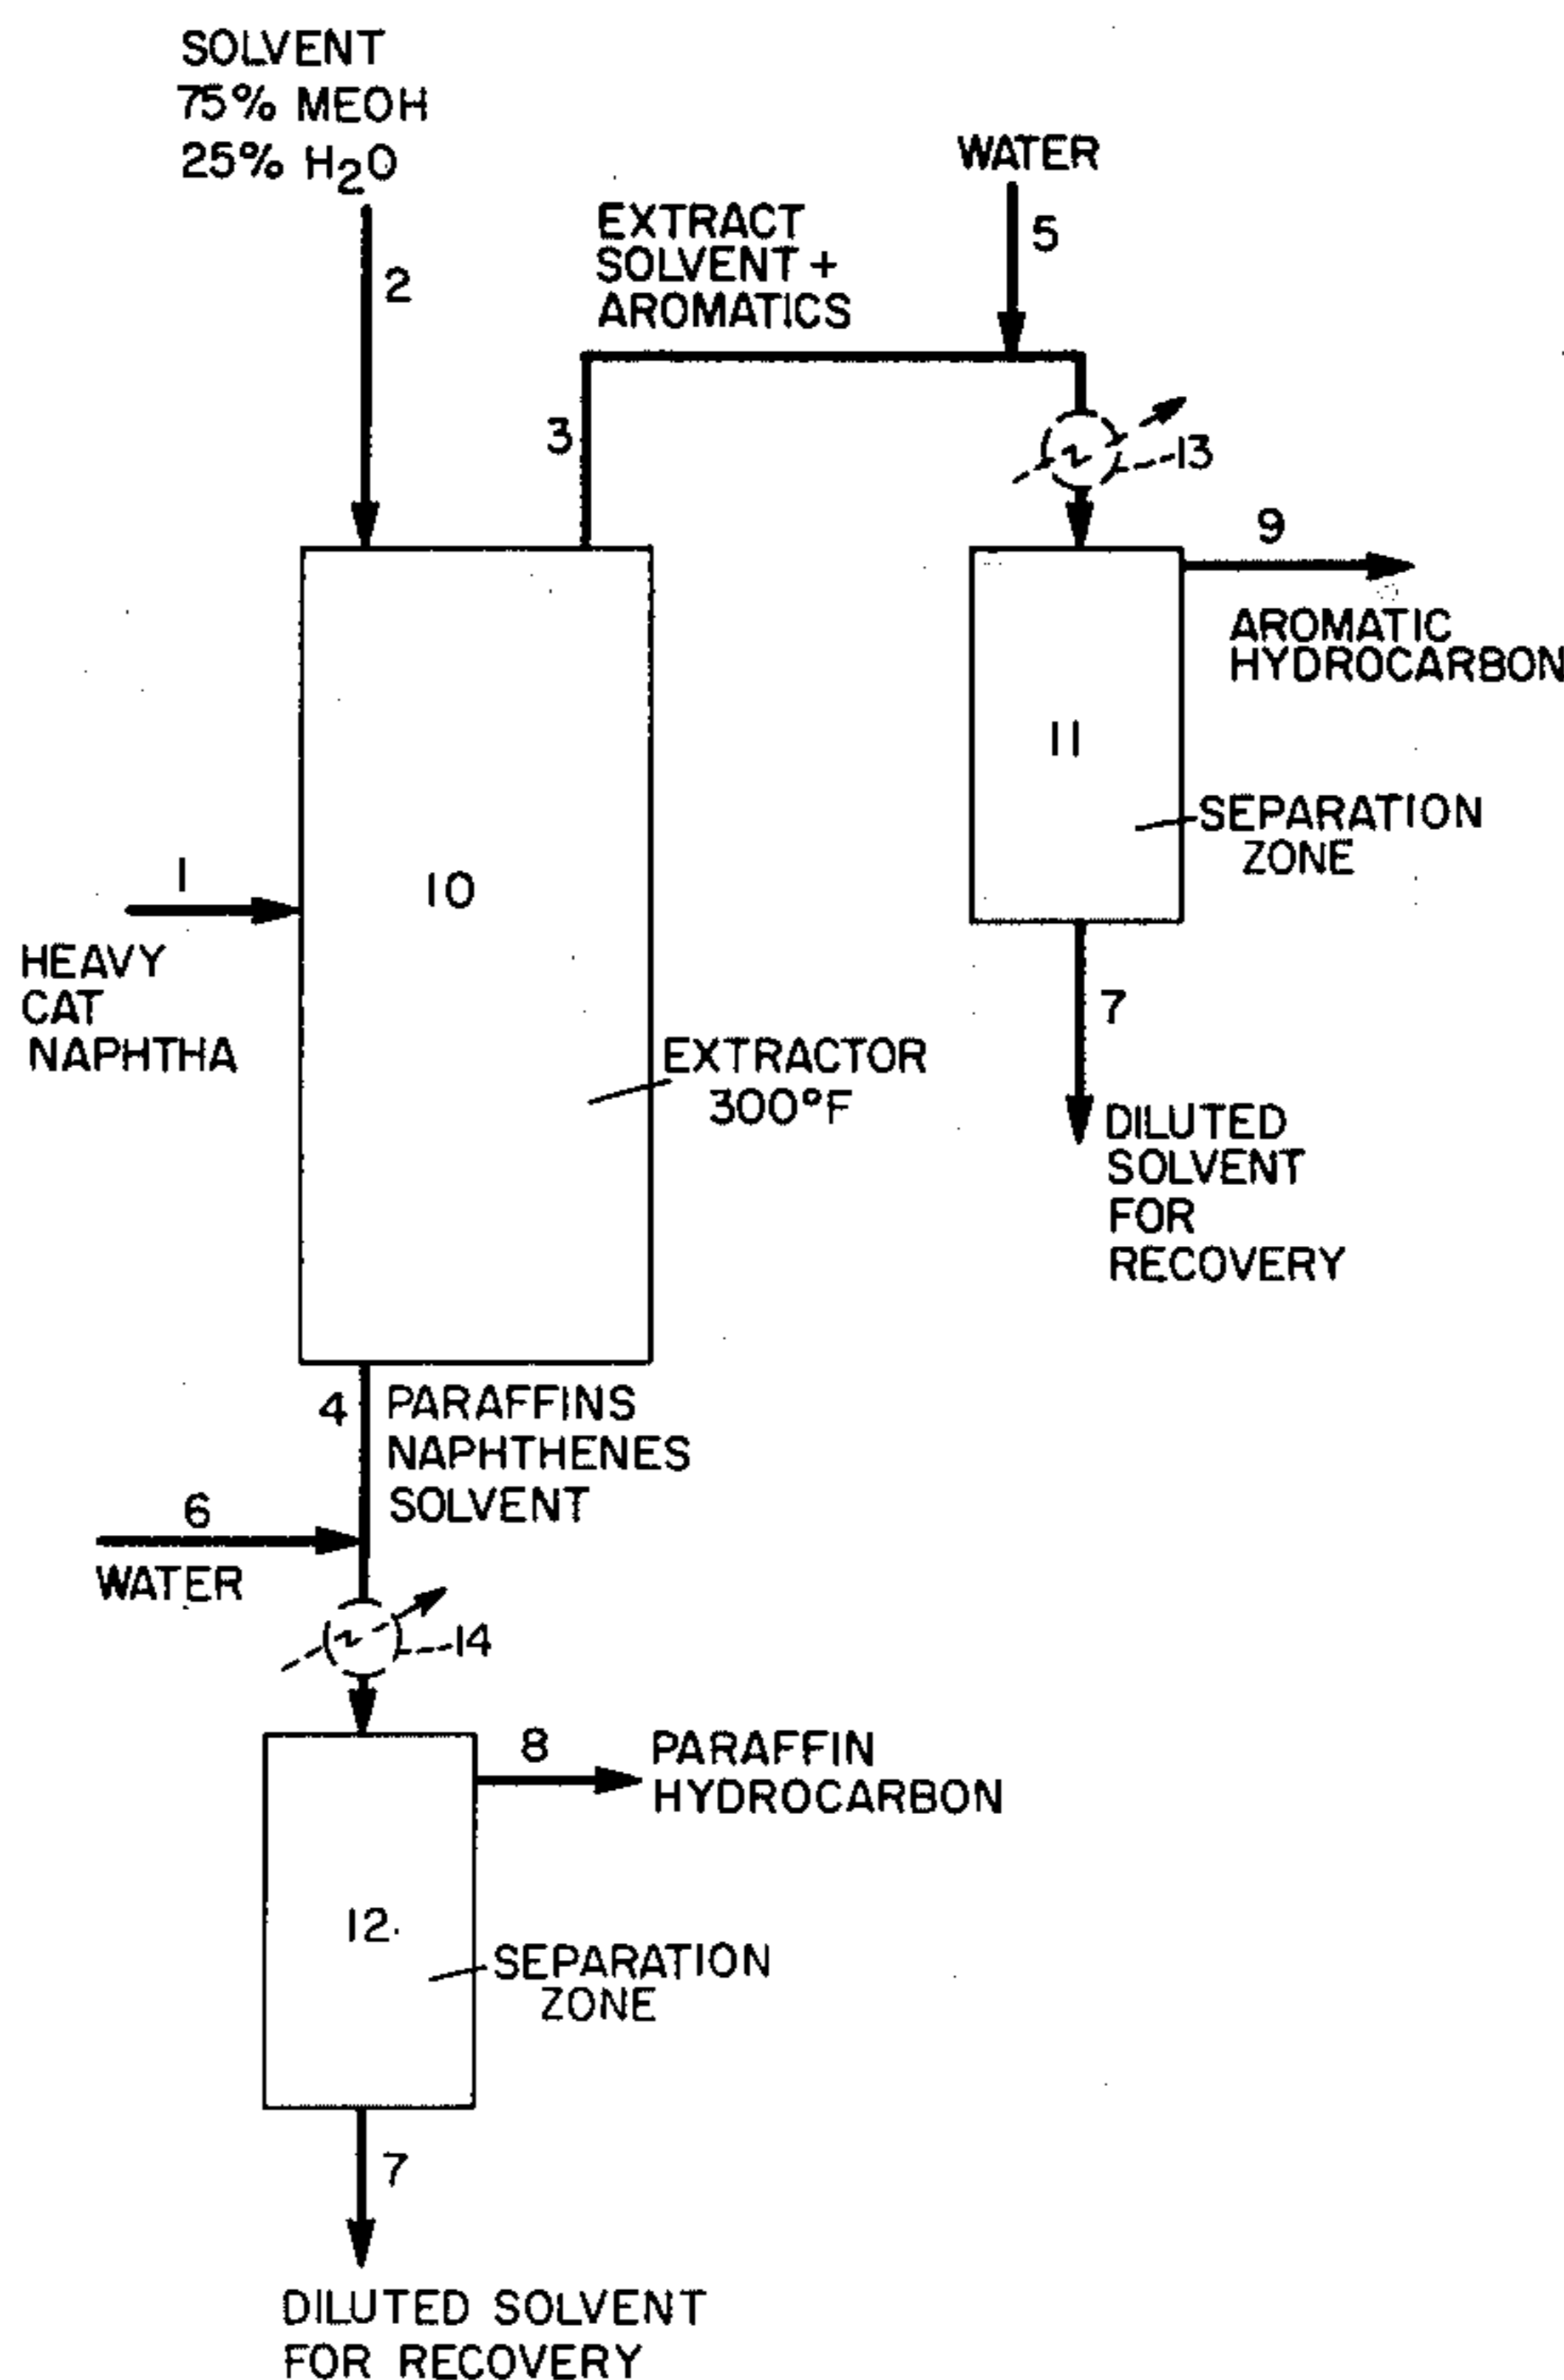 SOLVENT
75% MEOH
25% H2O
2
EXTRACT
SOLVENT +
AROMATICS
WATER
5
3
13
9
AROMATIC
HYDROCARBON
11
SEPARATION
ZONE
1
10
HEAVY
CAT
NAPHTHA
EXTRACTOR
300°F
7
DILUTED
SOLVENT
FOR
RECOVERY
4
PARAFFINS
NAPHTHENES
SOLVENT
6
WATER
14
8
PARAFFIN
HYDROCARBON
12
SEPARATION
ZONE
7
DILUTED SOLVENT
FOR RECOVERY